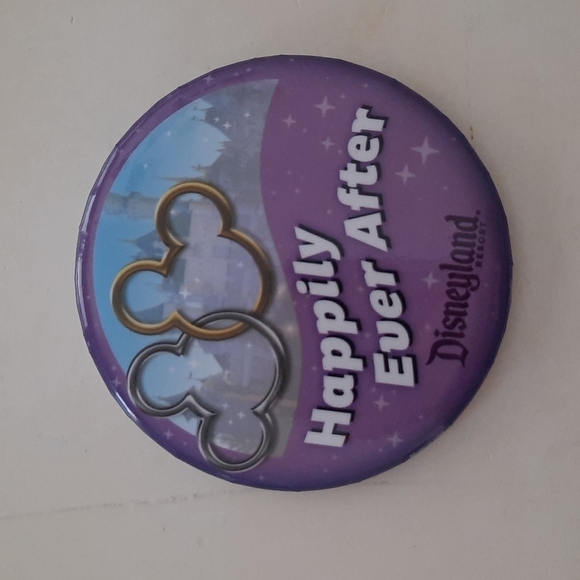 Happily
Ever After
Disneyland
RESORT®